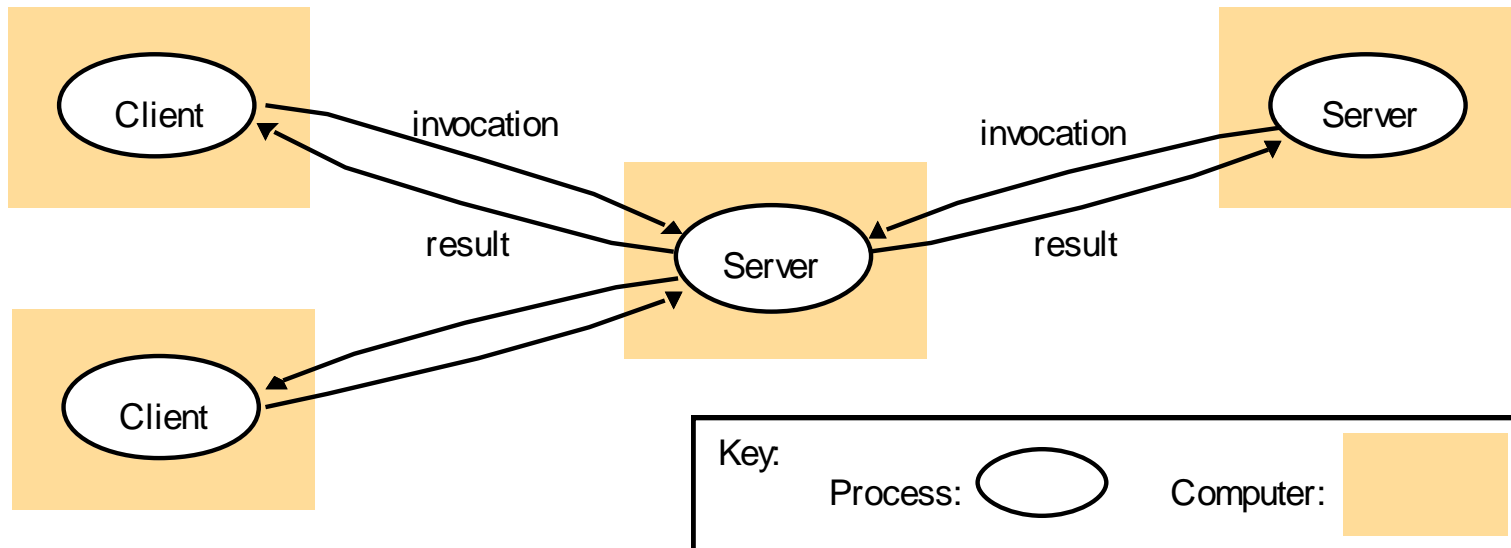 Client
invocation
result
Server
invocation
result
Server
Client
Key:
Process:
Computer: